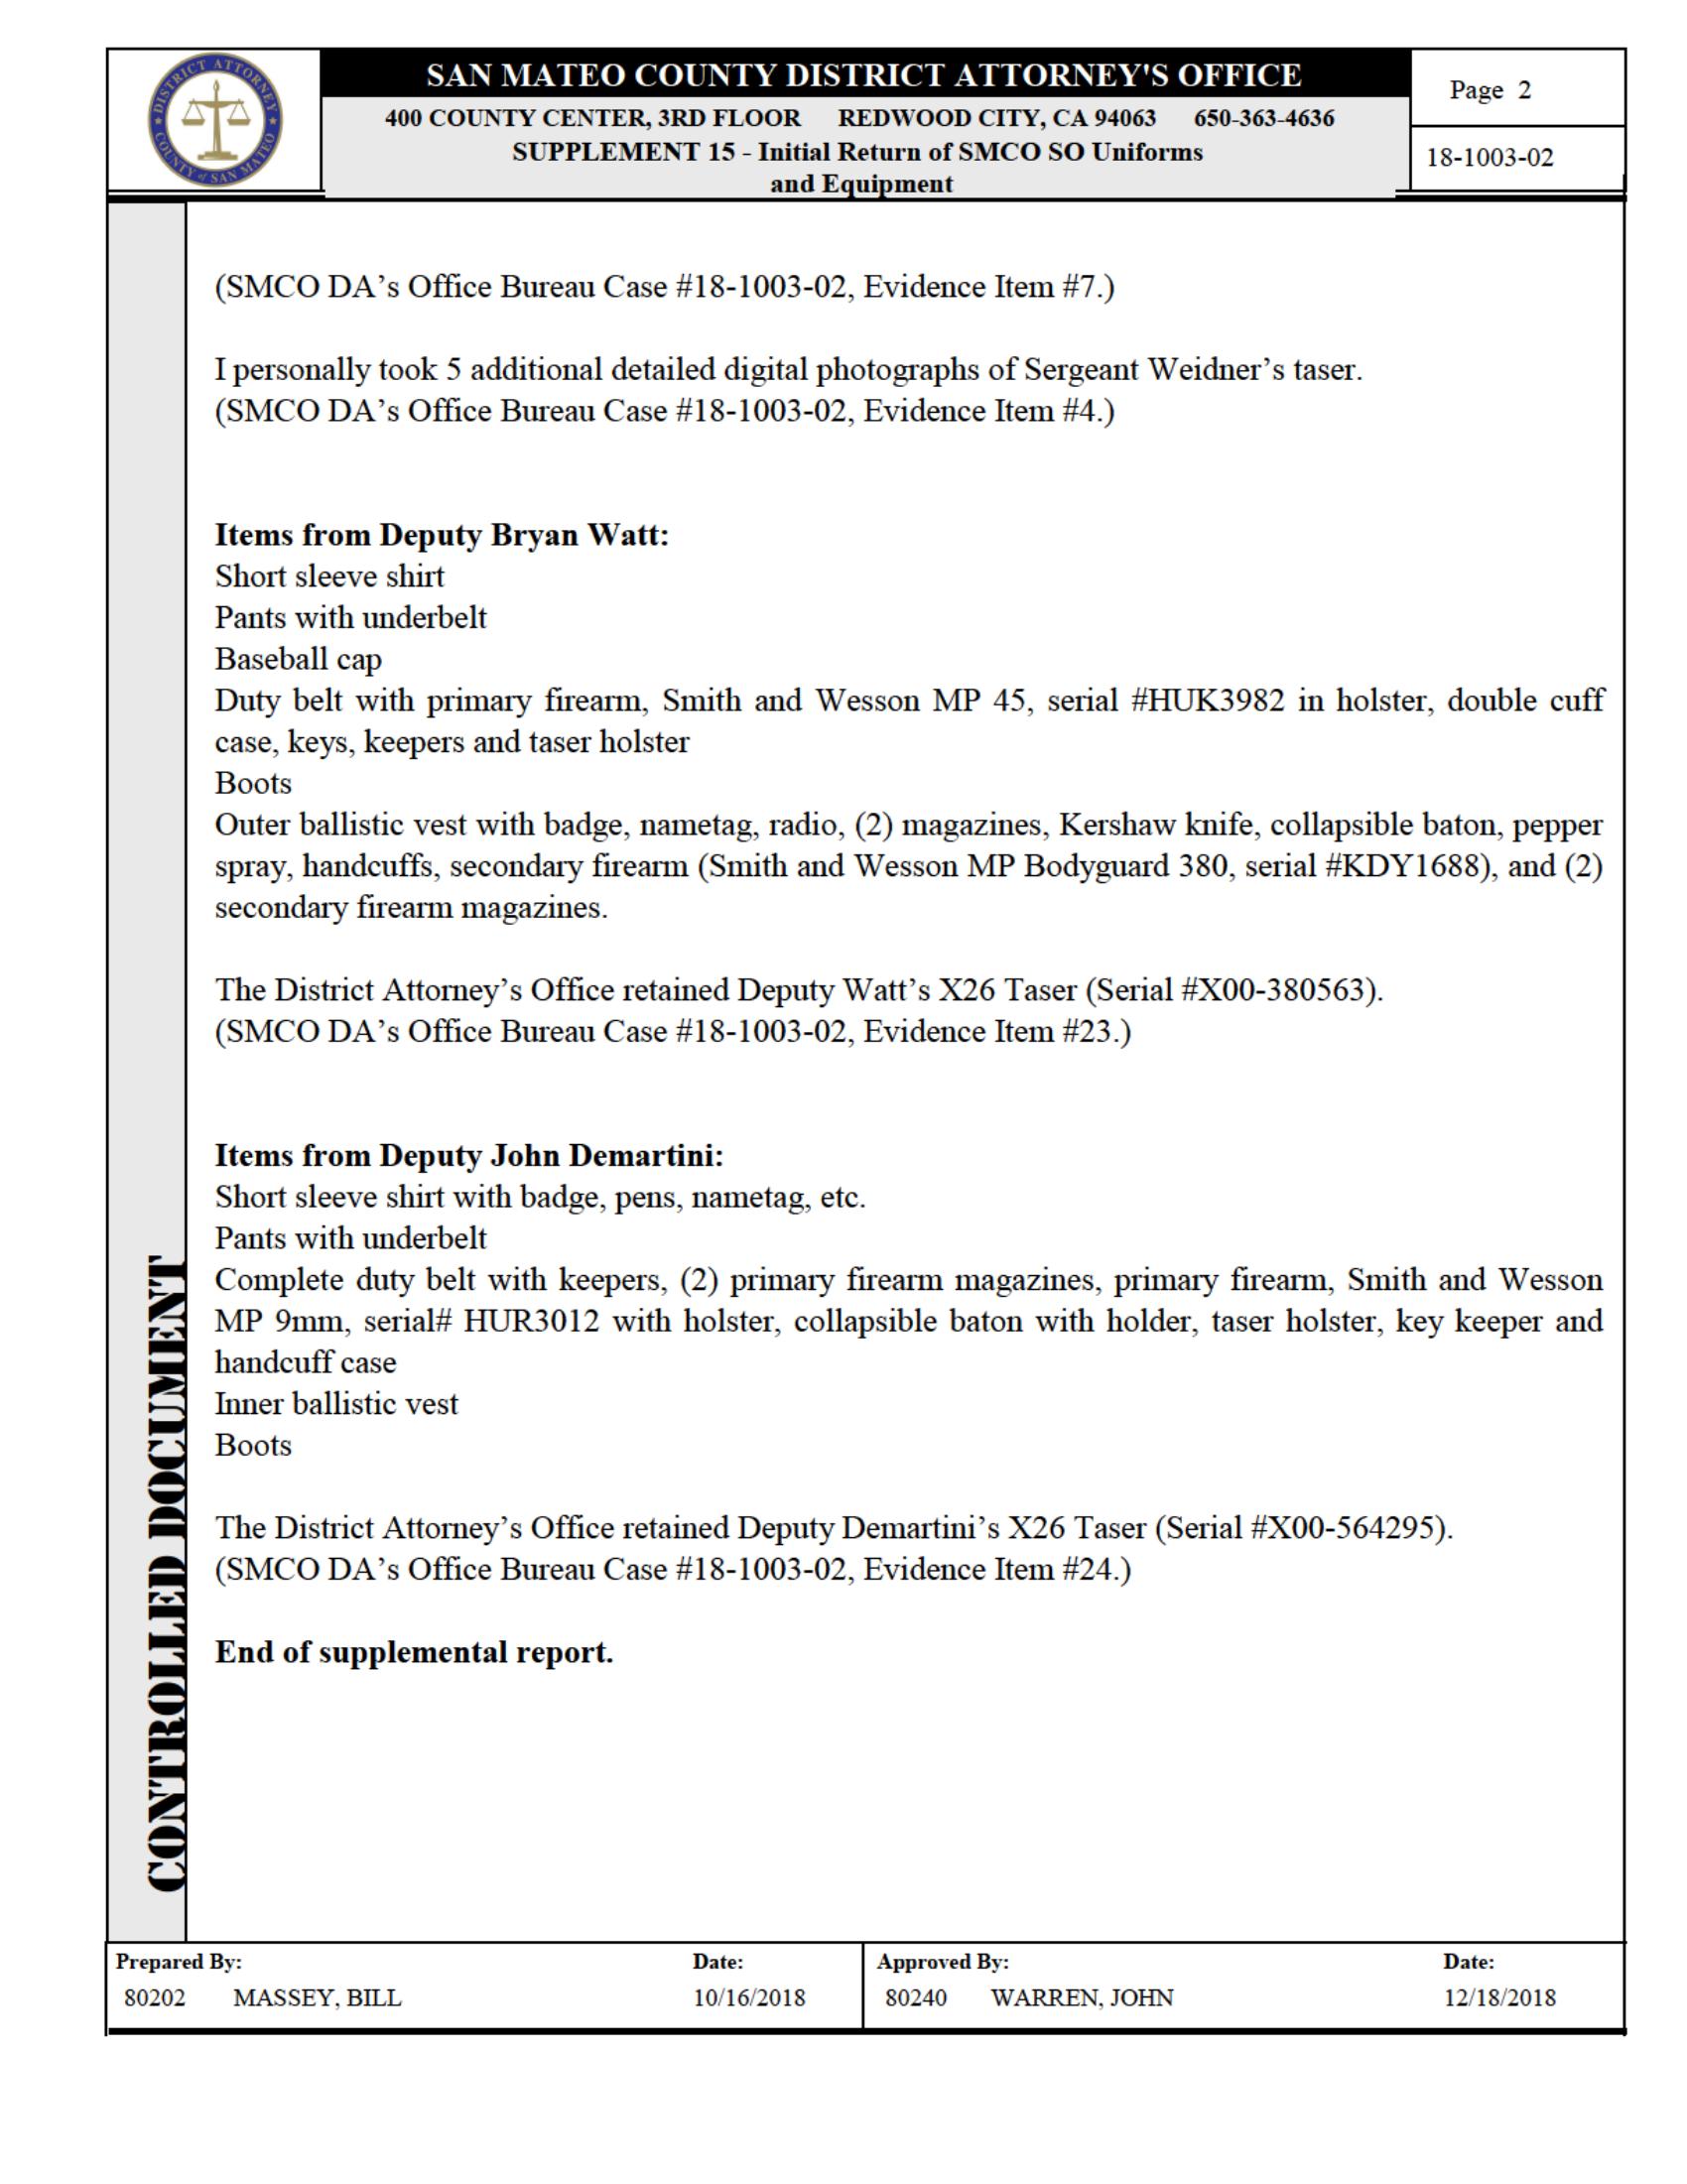 DISTRICT ATTORNEY
COUNTY of SAN MATEO
SAN MATEO COUNTY DISTRICT ATTORNEY'S OFFICE
400 COUNTY CENTER, 3RD FLOOR REDWOOD CITY, CA 94063 650-363-4636
SUPPLEMENT 15 - Initial Return of SMCO SO Uniforms
and Equipment
Page 2
18-1003-02
(SMCO DA’s Office Bureau Case #18-1003-02, Evidence Item #7.)
I personally took 5 additional detailed digital photographs of Sergeant Weidner’s taser.
(SMCO DA’s Office Bureau Case #18-1003-02, Evidence Item #4.)
Items from Deputy Bryan Watt:
Short sleeve shirt
Pants with underbelt
Baseball cap
Duty belt with primary firearm, Smith and Wesson MP 45, serial #HUK3982 in holster, double cuff
case, keys, keepers and taser holster
Boots
Outer ballistic vest with badge, nametag, radio, (2) magazines, Kershaw knife, collapsible baton, pepper
spray, handcuffs, secondary firearm (Smith and Wesson MP Bodyguard 380, serial #KDY1688), and (2)
secondary firearm magazines.
The District Attorney’s Office retained Deputy Watt’s X26 Taser (Serial #X00-380563).
(SMCO DA’s Office Bureau Case #18-1003-02, Evidence Item #23.)
Items from Deputy John Demartini:
Short sleeve shirt with badge, pens, nametag, etc.
Pants with underbelt
Complete duty belt with keepers, (2) primary firearm magazines, primary firearm, Smith and Wesson
MP 9mm, serial# HUR3012 with holster, collapsible baton with holder, taser holster, key keeper and
handcuff case
Inner ballistic vest
Boots
The District Attorney’s Office retained Deputy Demartini’s X26 Taser (Serial #X00-564295).
(SMCO DA’s Office Bureau Case #18-1003-02, Evidence Item #24.)
End of supplemental report.
CONTROLLED DOCUMENT
Prepared By: Date: Approved By: Date:
80202 MASSEY, BILL 10/16/2018 80240 WARREN, JOHN 12/18/2018